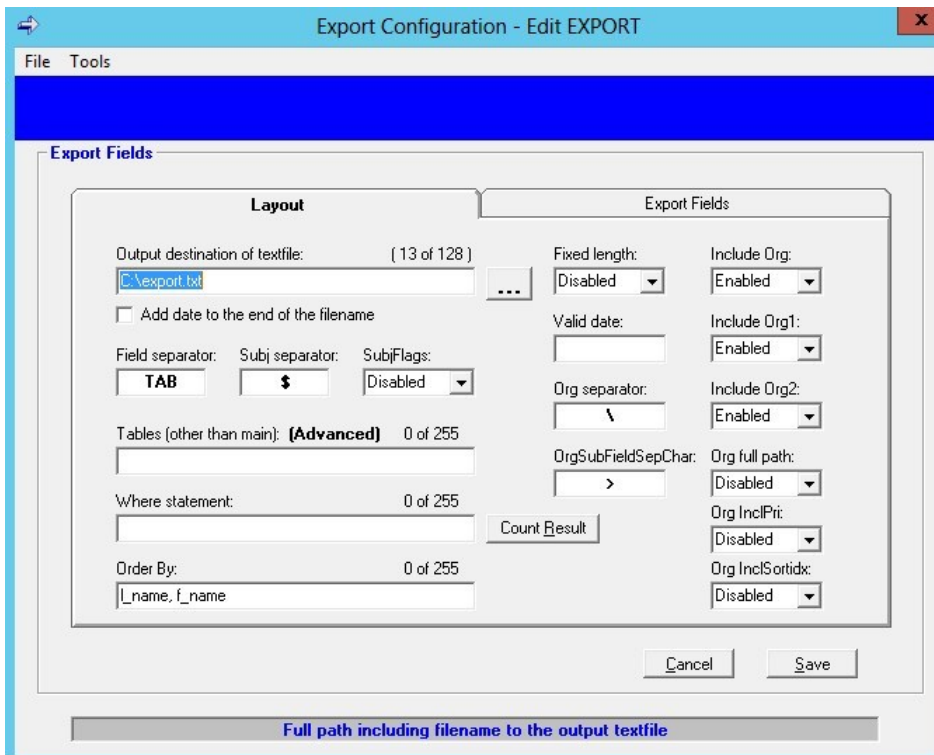 Export Configuration - Edit EXPORT
x
File Tools
Export Fields
Layout
Export Fields
Output destination of textfile: ( 13 of 128 )
C:\export.txt
...
Add date to the end of the filename
Field separator: Subj separator: SubjFlags:
TAB $ Disabled
Tables (other than main): (Advanced) 0 of 255
Where statement: 0 of 255
Count Result
Order By: 0 of 255
l_name, f_name
Fixed length: Include Org:
Disabled Enabled
Valid date: Include Org1:
Enabled
Org separator: Include Org2:
\ Enabled
OrgSubFieldSepChar: Org full path:
> Disabled
Org InclPri:
Disabled
Org InclSortidx:
Disabled
Cancel Save
Full path including filename to the output textfile